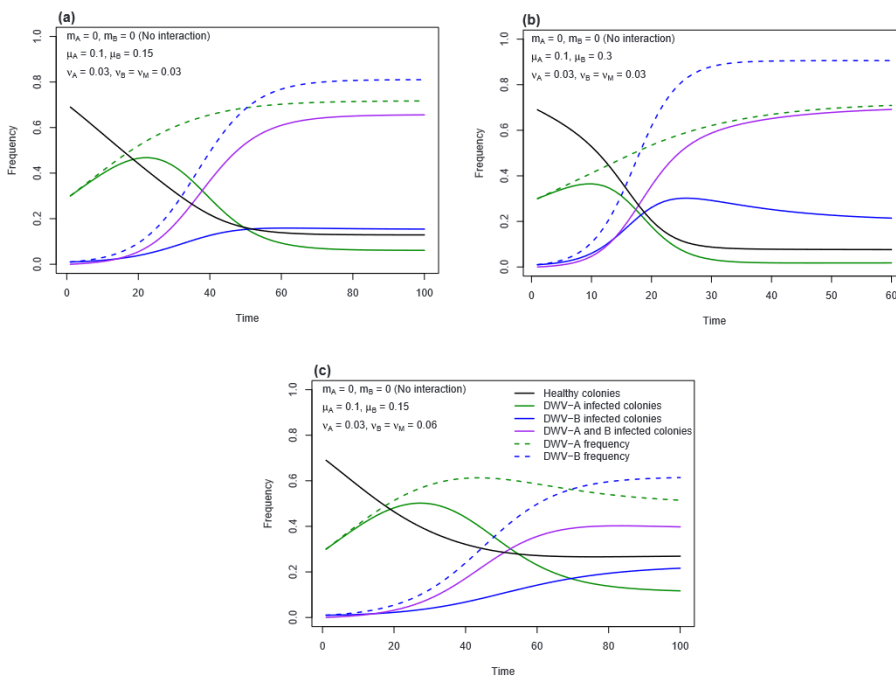 (a)
m_A = 0, m_B = 0 (No interaction)
μ_A = 0.1, μ_B = 0.15
ν_A = 0.03, ν_B = ν_M = 0.03
Frequency
1.0
0.8
0.6
0.4
0.2
0.0
0 20 40 60 80 100
Time
(b)
m_A = 0, m_B = 0 (No interaction)
μ_A = 0.1, μ_B = 0.3
ν_A = 0.03, ν_B = ν_M = 0.03
Frequency
1.0
0.8
0.6
0.4
0.2
0.0
0 10 20 30 40 50 60
Time
(c)
m_A = 0, m_B = 0 (No interaction)
μ_A = 0.1, μ_B = 0.15
ν_A = 0.03, ν_B = ν_M = 0.06
Healthy colonies
DWV−A infected colonies
DWV−B infected colonies
DWV−A and B infected colonies
DWV−A frequency
DWV−B frequency
Frequency
1.0
0.8
0.6
0.4
0.2
0.0
0 20 40 60 80 100
Time